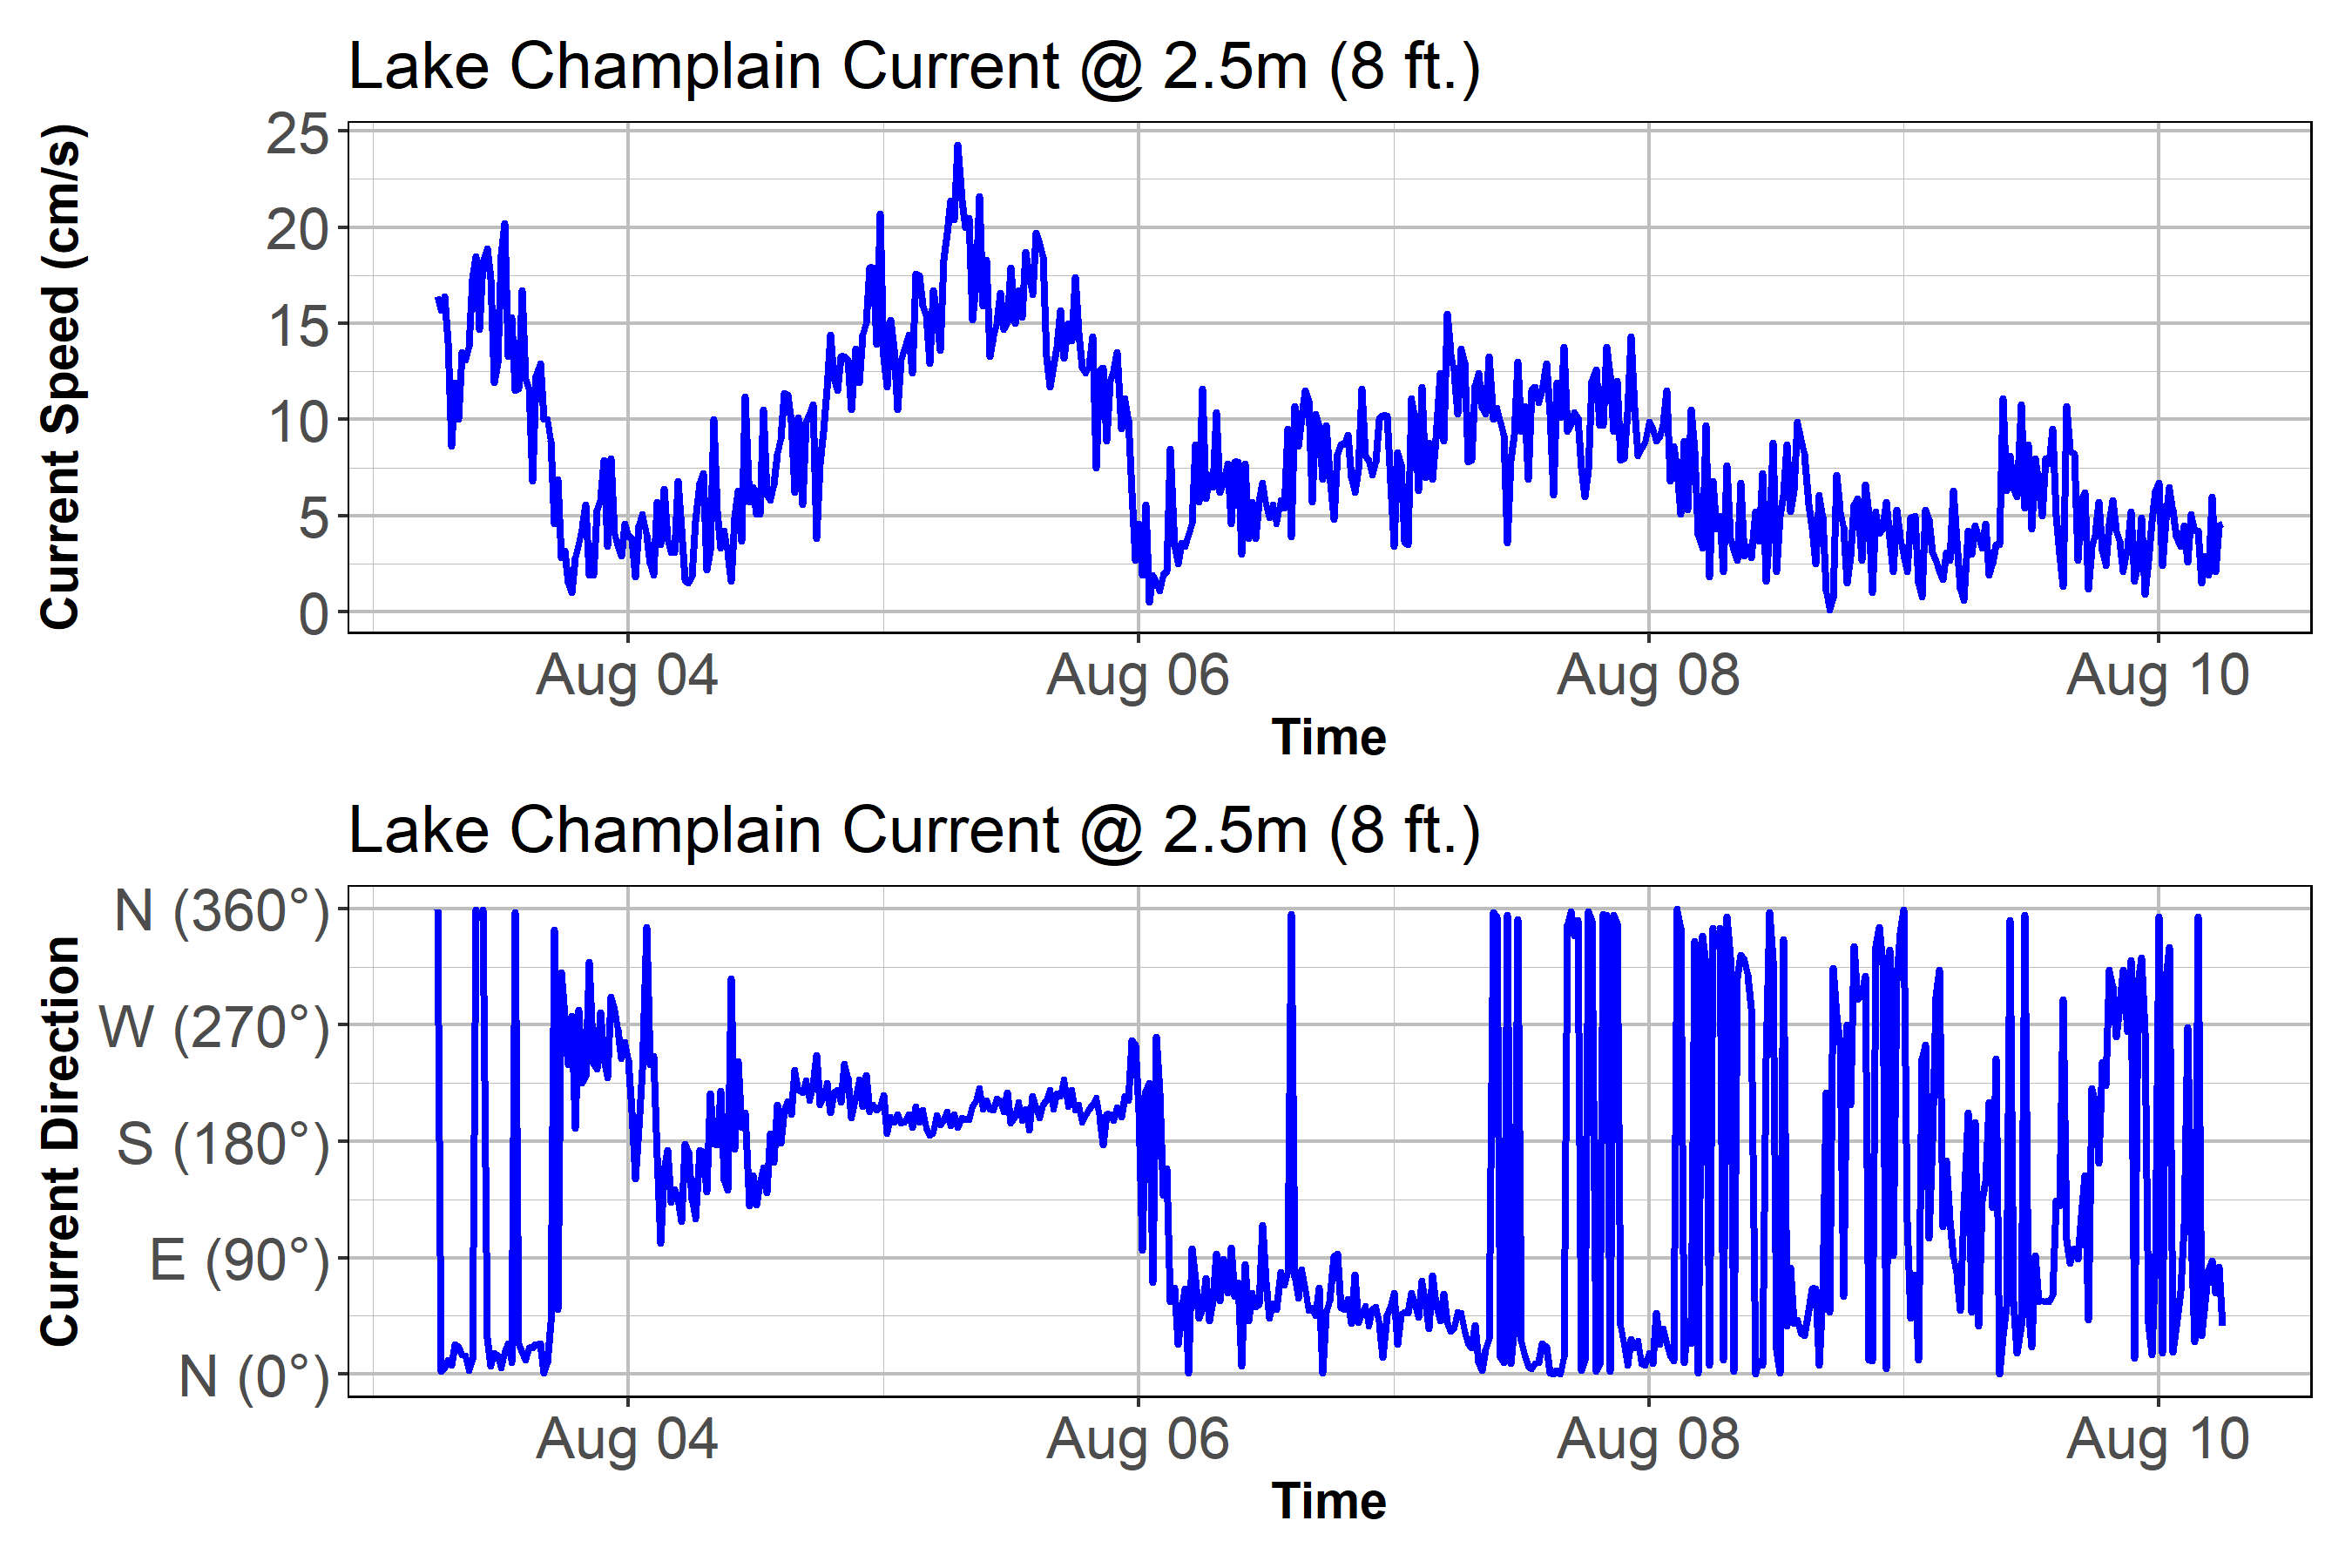 Lake Champlain Current @ 2.5m (8 ft.)
Current Speed (cm/s)
25
20
15
10
5
0
Aug 04 Aug 06 Aug 08 Aug 10
Time
Lake Champlain Current @ 2.5m (8 ft.)
Current Direction
N (360°)
W (270°)
S (180°)
E (90°)
N (0°)
Aug 04 Aug 06 Aug 08 Aug 10
Time